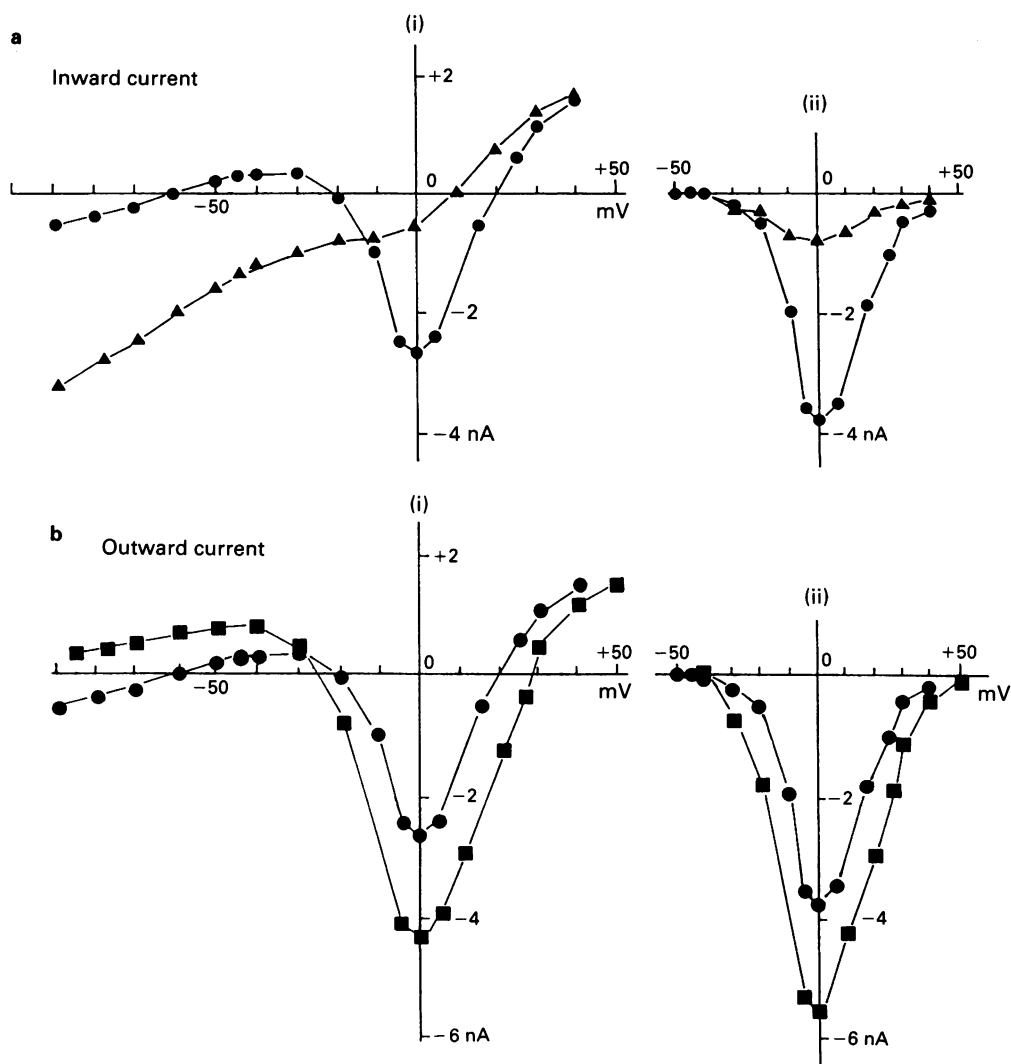 a
Inward current
(i)
+2
-50
0
+50
mV
-2
-4 nA
(ii)
-50
0
+50
mV
-2
-4 nA
b
Outward current
(i)
+2
-50
0
+50
mV
-2
-4
-6 nA
(ii)
-50
0
+50
mV
-2
-4
-6 nA